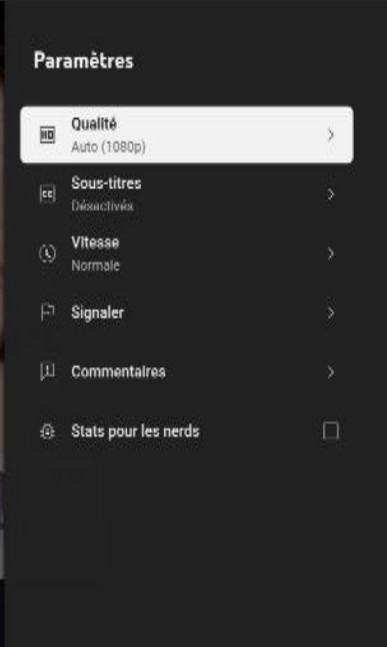 Paramètres
HD
Qualité
Auto (1080p)
CC
Sous-titres
Désactivés
Vitesse
Normale
Signaler
Commentaires
Stats pour les nerds